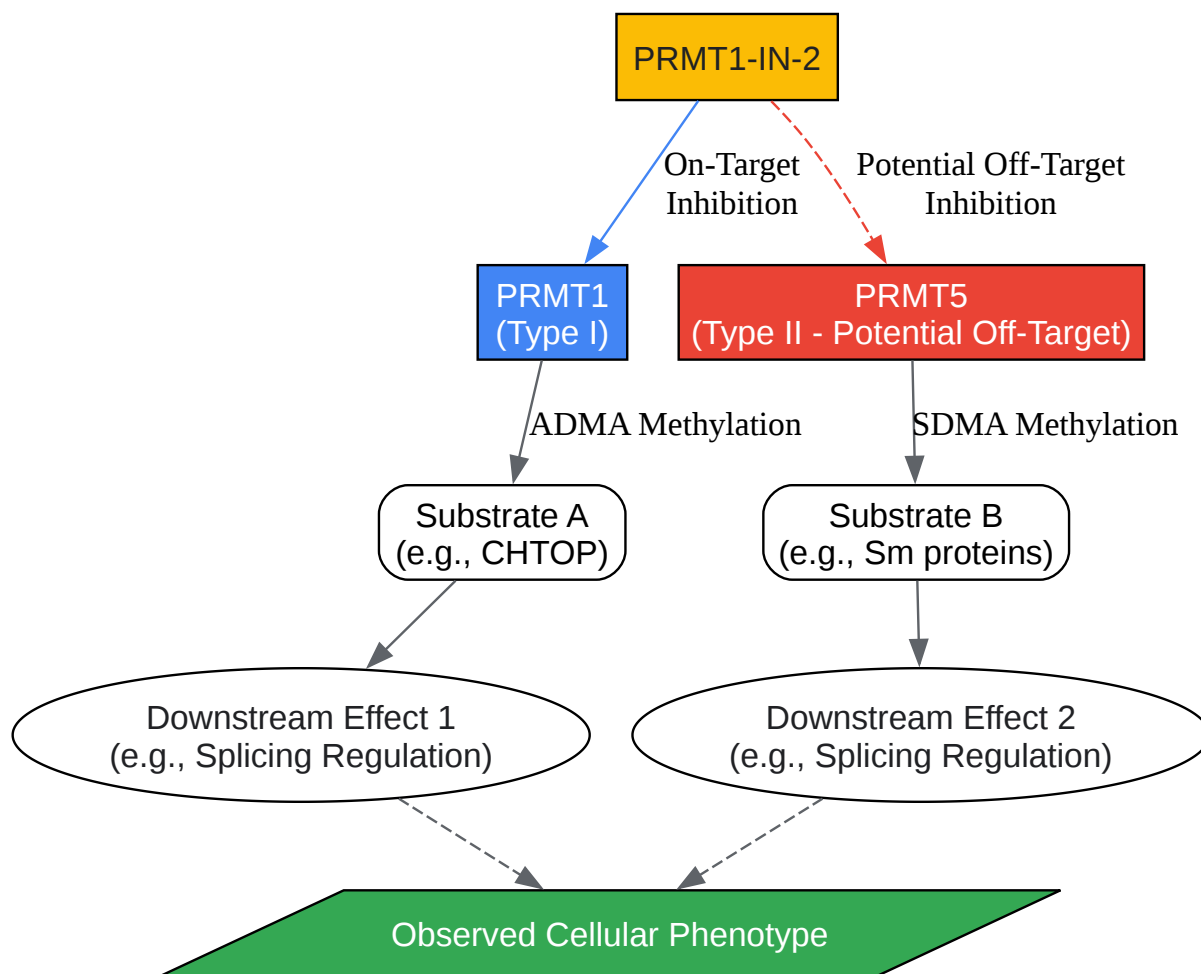 PRMT1-IN-2
On-Target
Inhibition
Potential Off-Target
Inhibition
PRMT1
(Type I)
PRMT5
(Type II - Potential Off-Target)
ADMA Methylation
SDMA Methylation
Substrate A
(e.g., CHTOP)
Substrate B
(e.g., Sm proteins)
Downstream Effect 1
(e.g., Splicing Regulation)
Downstream Effect 2
(e.g., Splicing Regulation)
Observed Cellular Phenotype